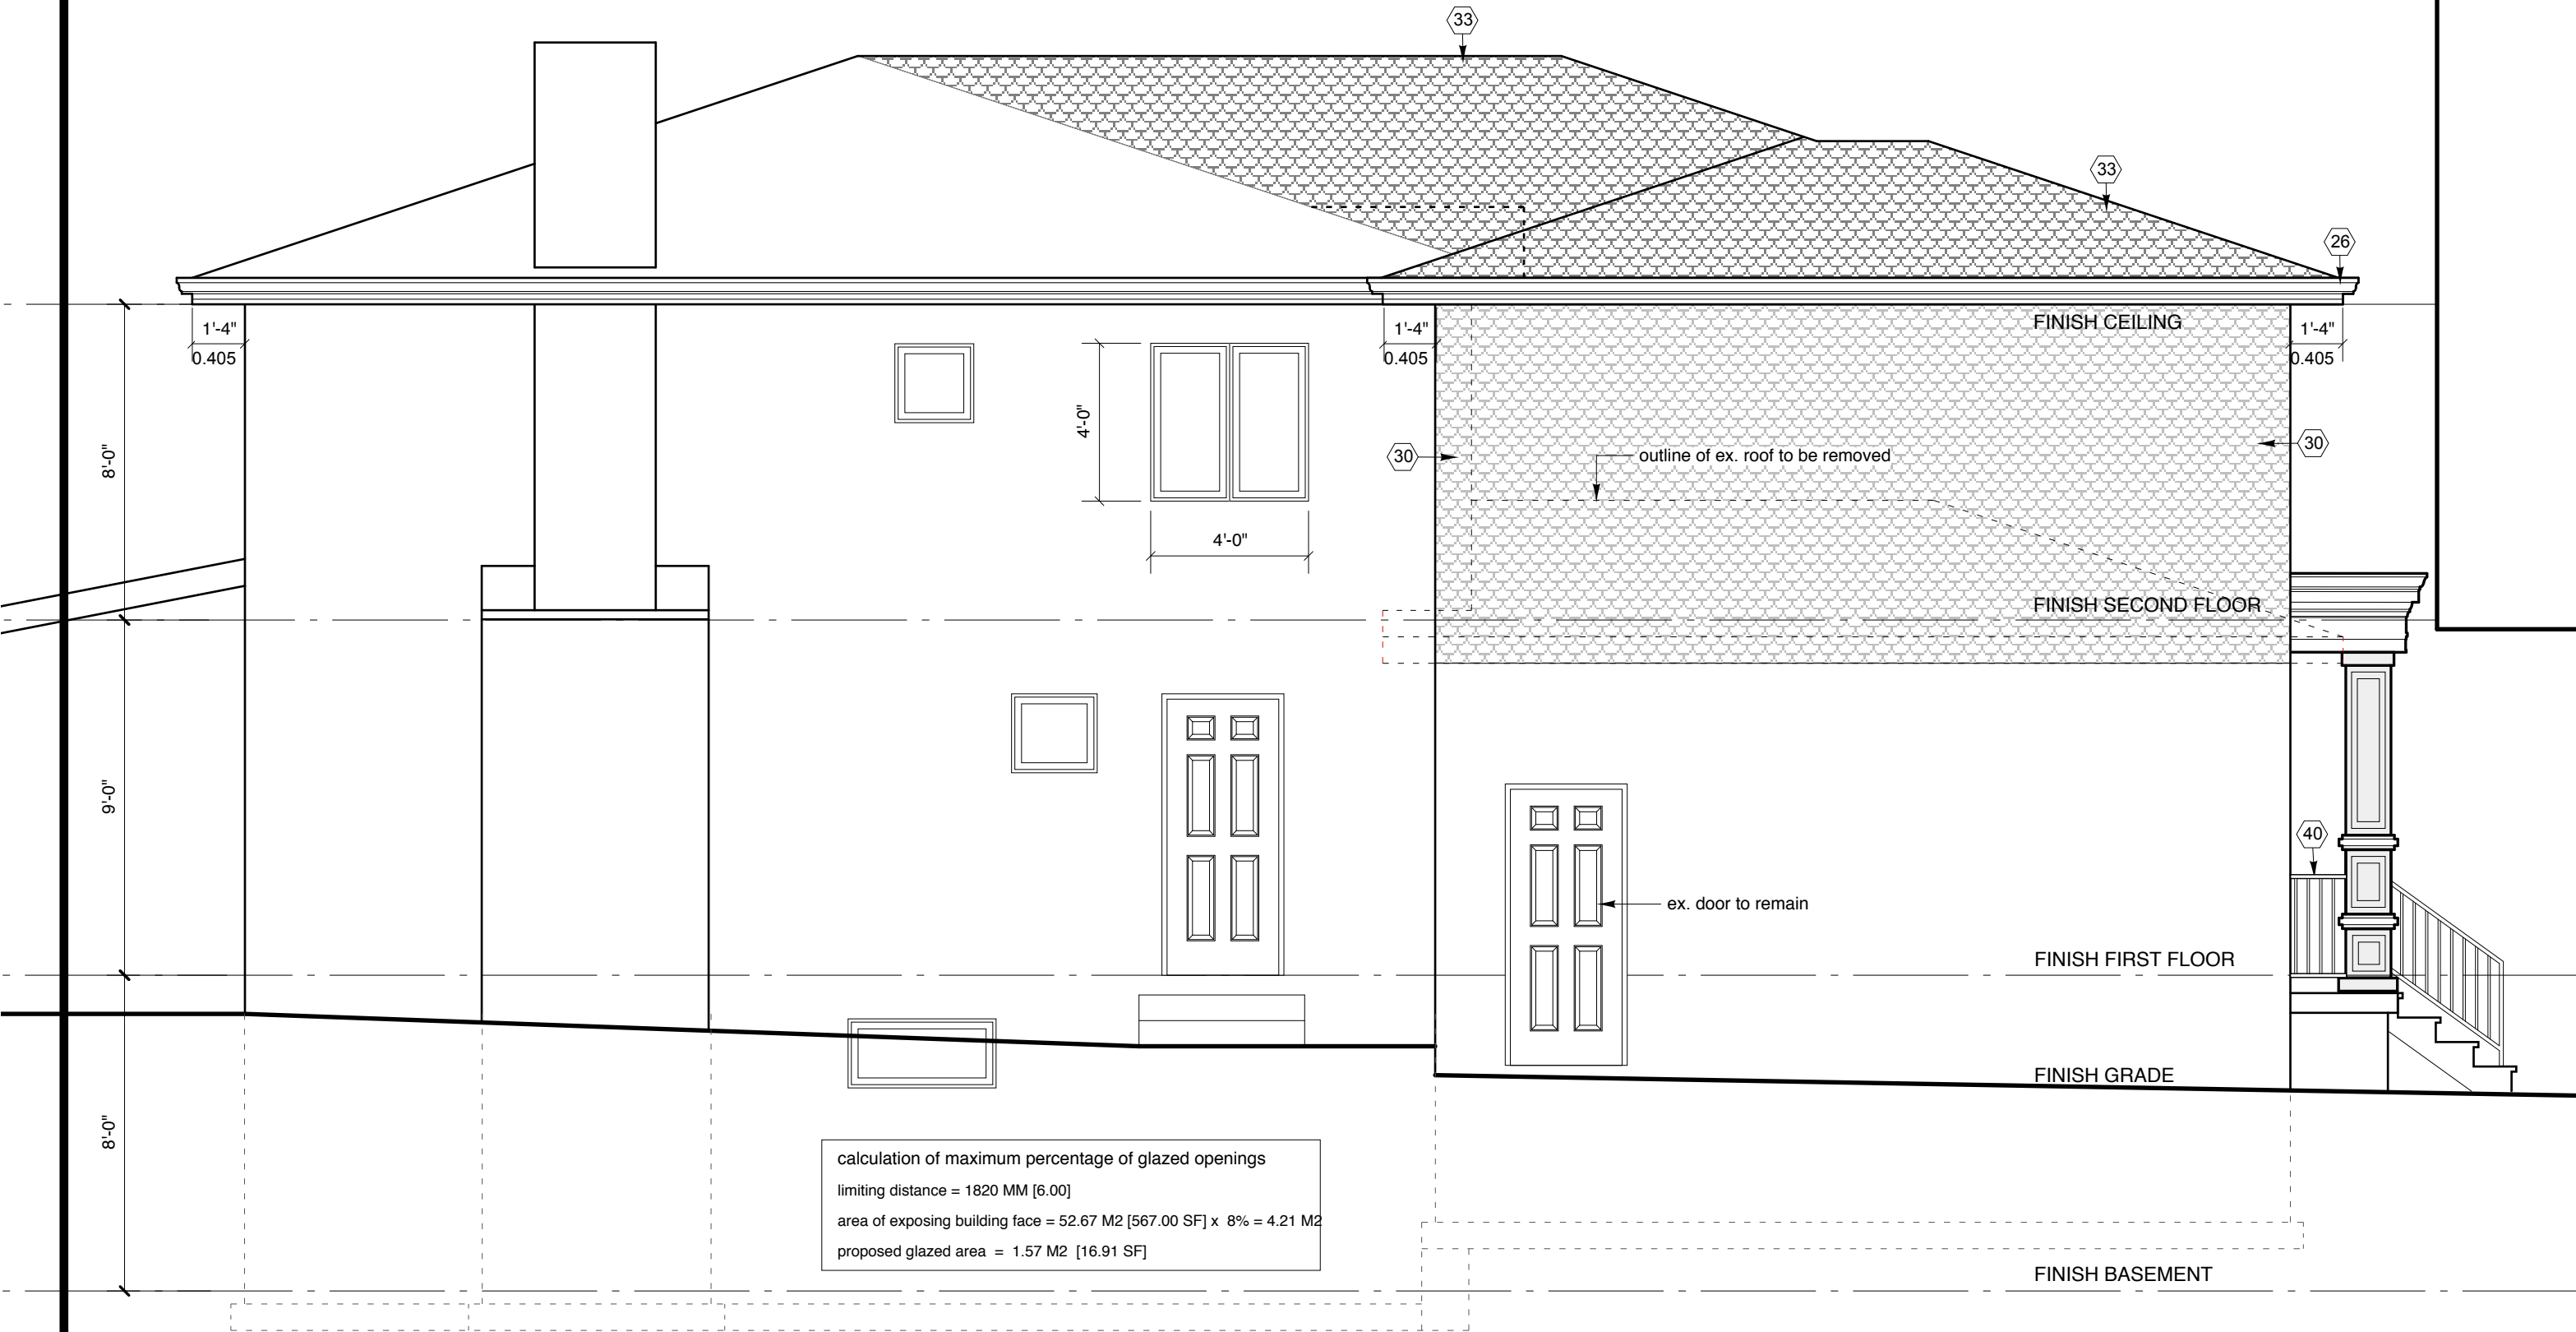 33
33
26
FINISH CEILING
1'-4"
0.405
1'-4"
0.405
1'-4"
0.405
8'-0"
4'-0"
4'-0"
30
30
outline of ex. roof to be removed
FINISH SECOND FLOOR
9'-0"
40
ex. door to remain
FINISH FIRST FLOOR
FINISH GRADE
8'-0"
calculation of maximum percentage of glazed openings
limiting distance = 1820 MM [6.00]
area of exposing building face = 52.67 M2 [567.00 SF] x 8% = 4.21 M2
proposed glazed area = 1.57 M2 [16.91 SF]
FINISH BASEMENT